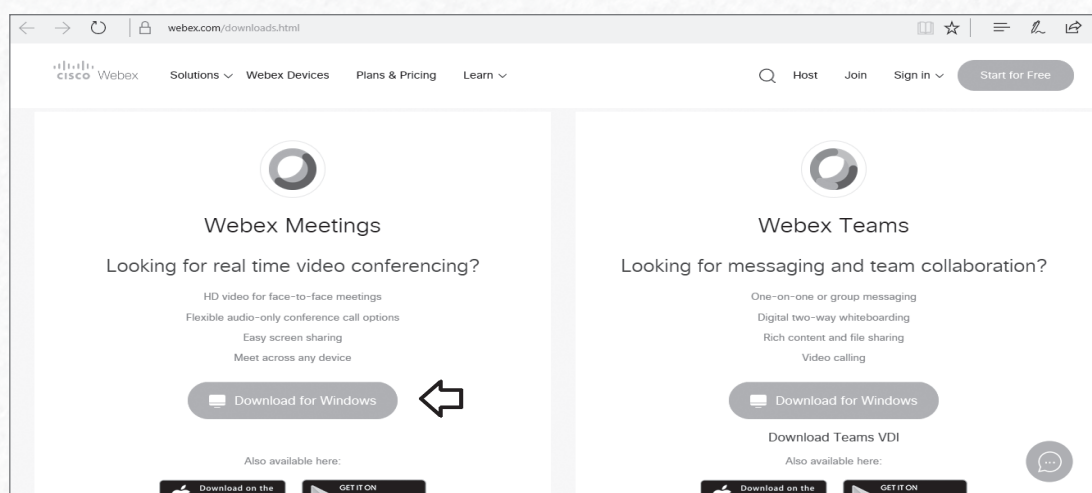 webex.com/downloads.html
cisco Webex Solutions Webex Devices Plans & Pricing Learn Host Join Sign in Start for Free
Webex Meetings
Looking for real time video conferencing?
HD video for face-to-face meetings
Flexible audio-only conference call options
Easy screen sharing
Meet across any device
Download for Windows
Also available here:
Download on the
GET IT ON
Webex Teams
Looking for messaging and team collaboration?
One-on-one or group messaging
Digital two-way whiteboarding
Rich content and file sharing
Video calling
Download for Windows
Download Teams VDI
Also available here:
Download on the
GET IT ON